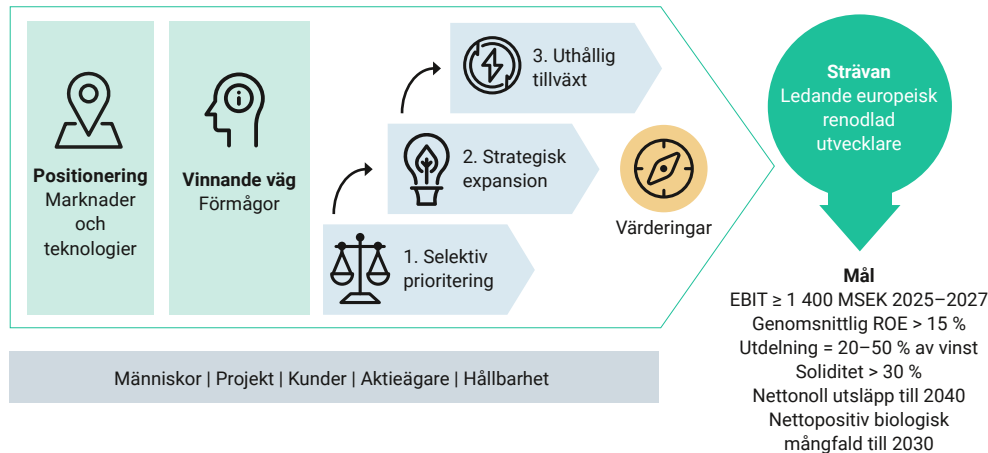 Positionering
Marknader
och
teknologier
Vinnande väg
Förmågor
1. Selektiv
prioritering
2. Strategisk
expansion
3. Uthållig
tillväxt
Värderingar
Människor | Projekt | Kunder | Aktieägare | Hållbarhet
Strävan
Ledande europeisk
renodlad
utvecklare
Mål
EBIT ≥ 1 400 MSEK 2025–2027
Genomsnittlig ROE > 15 %
Utdelning = 20–50 % av vinst
Soliditet > 30 %
Nettonoll utsläpp till 2040
Nettopositiv biologisk
mångfald till 2030